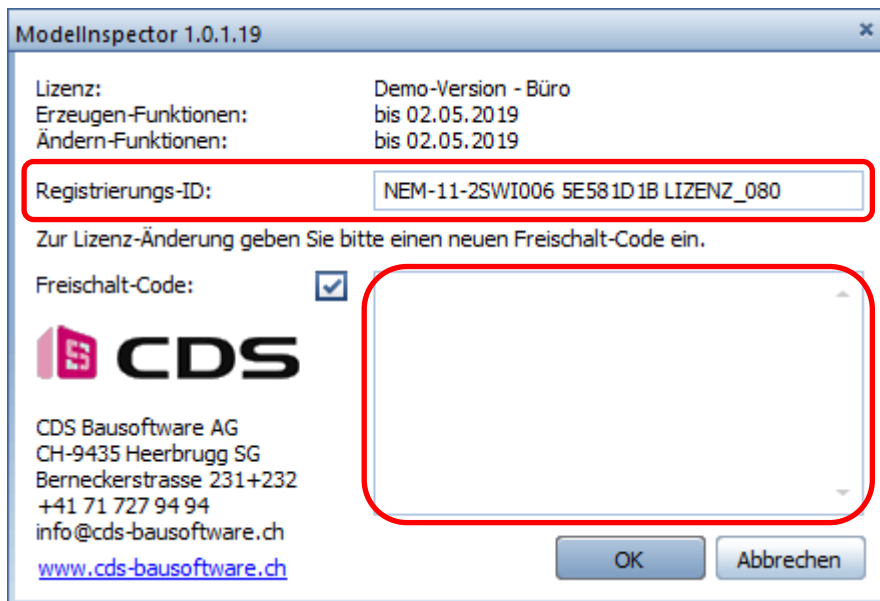 ModelInspector 1.0.1.19
Lizenz: Demo-Version - Büro
Erzeugen-Funktionen: bis 02.05.2019
Ändern-Funktionen: bis 02.05.2019
Registrierungs-ID: NEM-11-2SWI006 5E581D1B LIZENZ_080
Zur Lizenz-Änderung geben Sie bitte einen neuen Freischalt-Code ein.
Freischalt-Code:
CDS
CDS Bausoftware AG
CH-9435 Heerbrugg SG
Berneckerstrasse 231+232
+41 71 727 94 94
info@cds-bausoftware.ch
www.cds-bausoftware.ch
OK Abbrechen